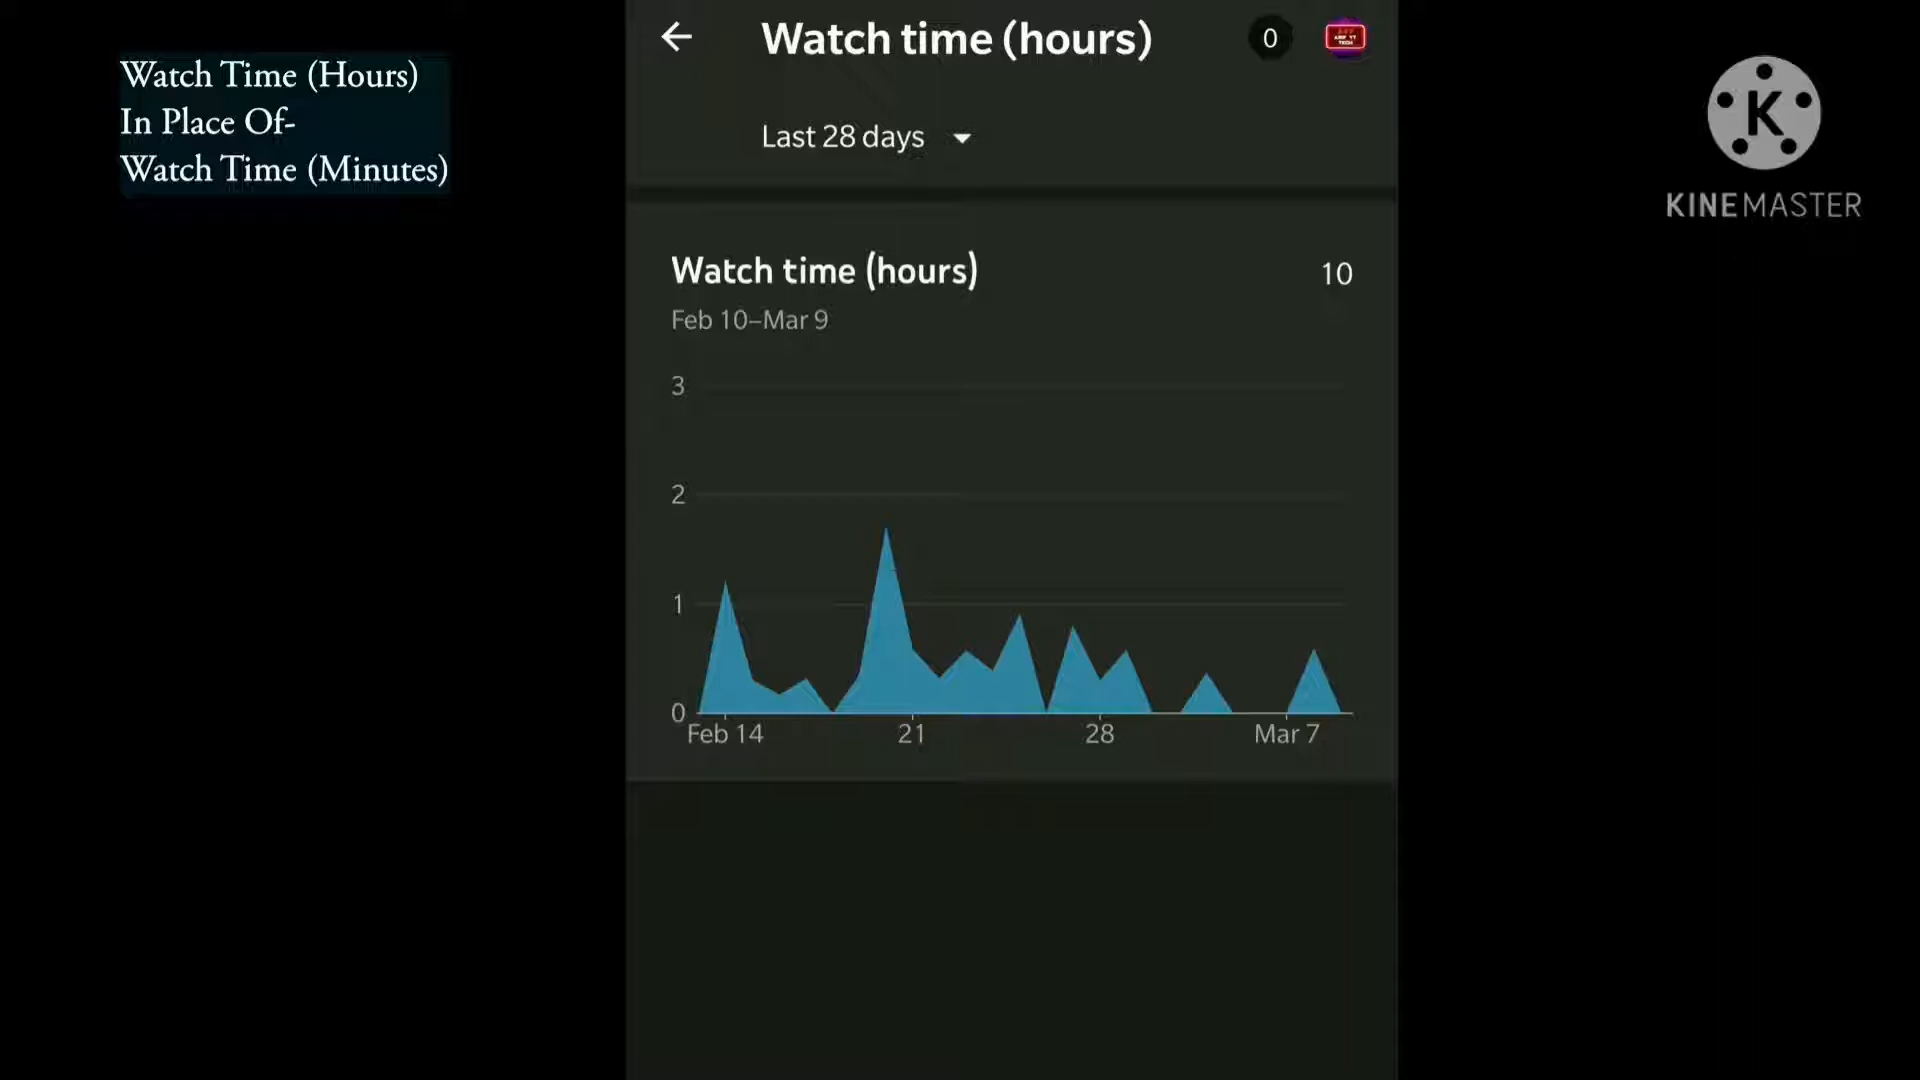 Watch Time (Hours)
In Place Of-
Watch Time (Minutes)
Watch time (hours)
0
Last 28 days
K
KINEMASTER
Watch time (hours)
10
Feb 10–Mar 9
3
2
1
0
Feb 14
21
28
Mar 7